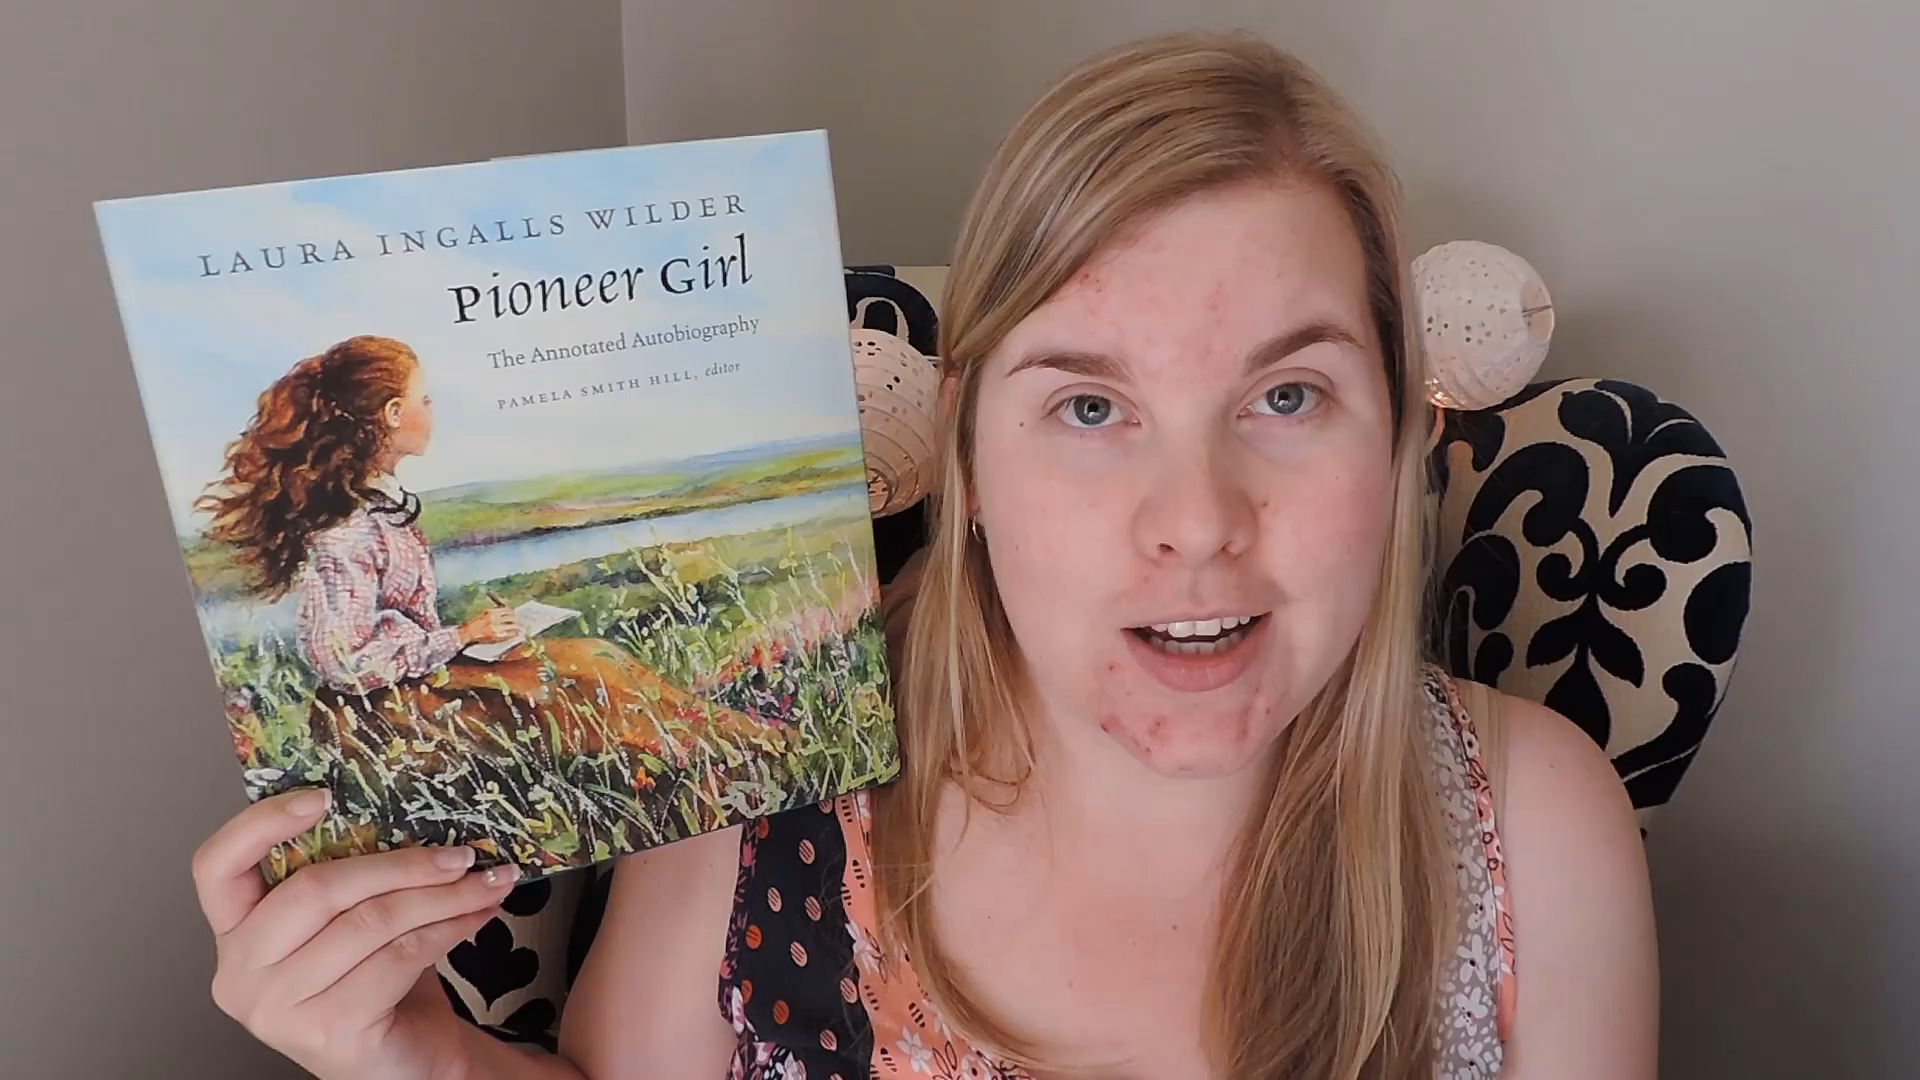 LAURA INGALLS WILDER
Pioneer Girl
The Annotated Autobiography
PAMELA SMITH HILL, editor